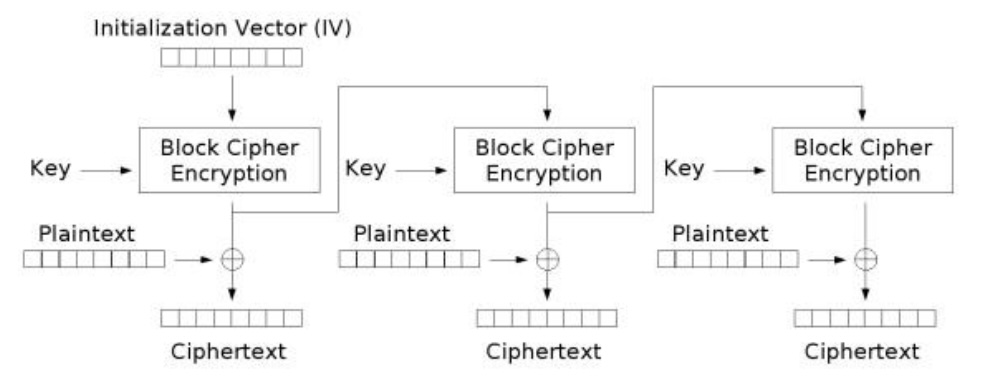 Initialization Vector (IV)
Key
Block Cipher
Encryption
Key
Block Cipher
Encryption
Key
Block Cipher
Encryption
Plaintext
Plaintext
Plaintext
Ciphertext
Ciphertext
Ciphertext